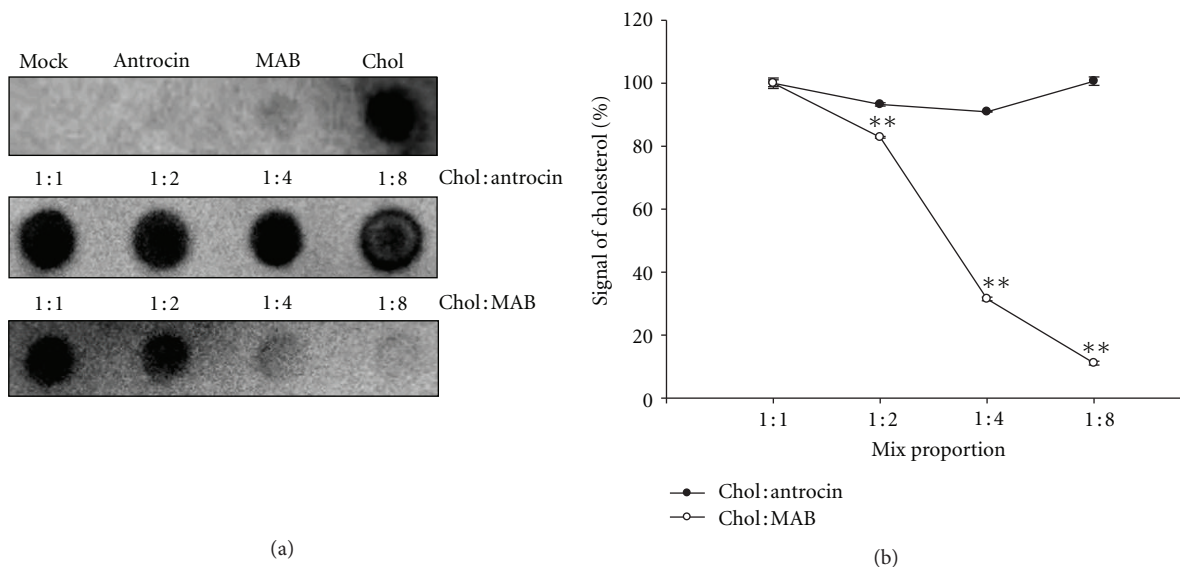 Mock Antrocin MAB Chol
1:1 1:2 1:4 1:8 Chol:antrocin
1:1 1:2 1:4 1:8 Chol:MAB
(a)
120
100
80
60
40
20
0
Signal of cholesterol (%)
**
**
**
1:1 1:2 1:4 1:8
Mix proportion
Chol:antrocin
Chol:MAB
(b)